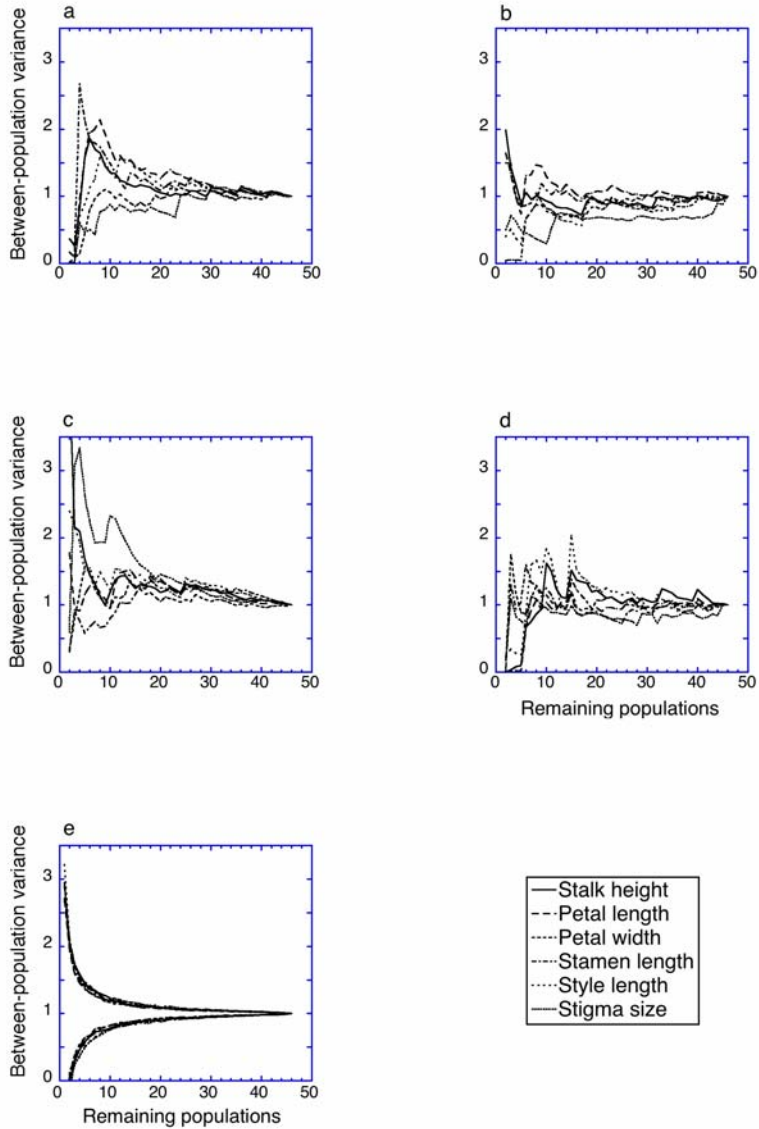 a
Between-population variance
3
2
1
0
0 10 20 30 40 50
b
3
2
1
0
0 10 20 30 40 50
c
Between-population variance
3
2
1
0
0 10 20 30 40 50
d
3
2
1
0
0 10 20 30 40 50
Remaining populations
e
Between-population variance
3
2
1
0
0 10 20 30 40 50
Remaining populations
Stalk height
Petal length
Petal width
Stamen length
Style length
Stigma size